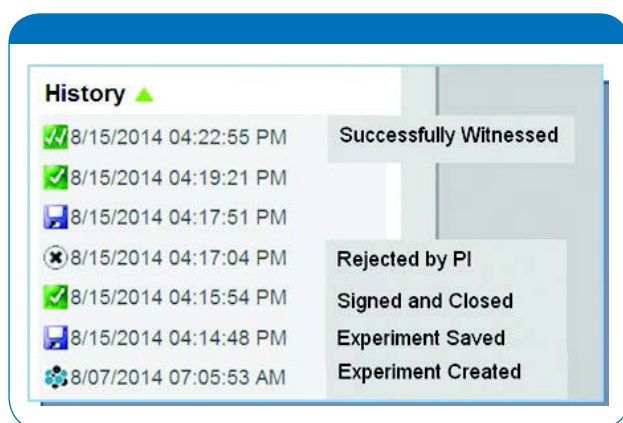 History
8/15/2014 04:22:55 PM Successfully Witnessed
8/15/2014 04:19:21 PM
8/15/2014 04:17:51 PM
8/15/2014 04:17:04 PM Rejected by PI
8/15/2014 04:15:54 PM Signed and Closed
8/15/2014 04:14:48 PM Experiment Saved
8/07/2014 07:05:53 AM Experiment Created